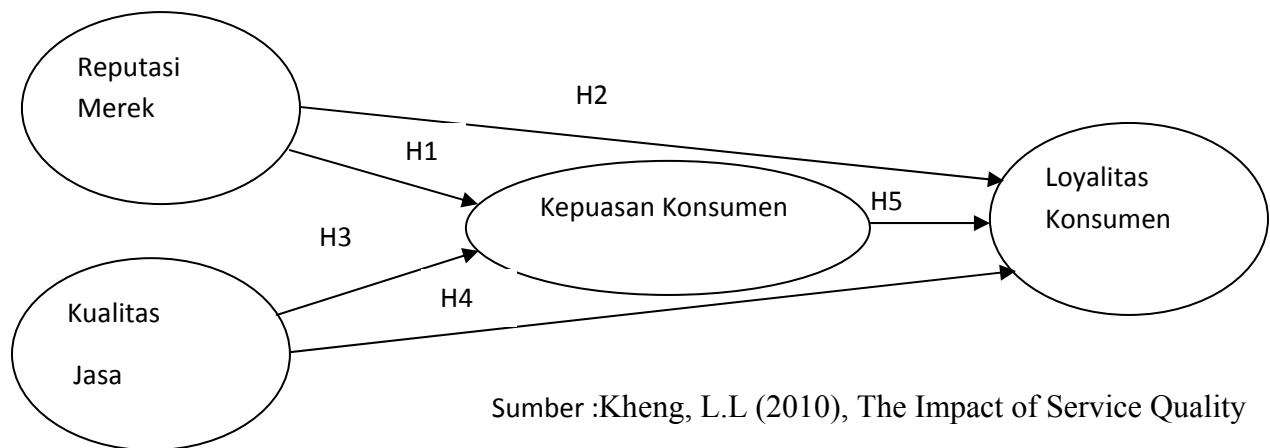 Reputasi
Merek
H2
H1
Loyalitas
Konsumen
Kepuasan Konsumen
H5
H3
H4
Kualitas
Jasa
Sumber :Kheng, L.L (2010), The Impact of Service Quality